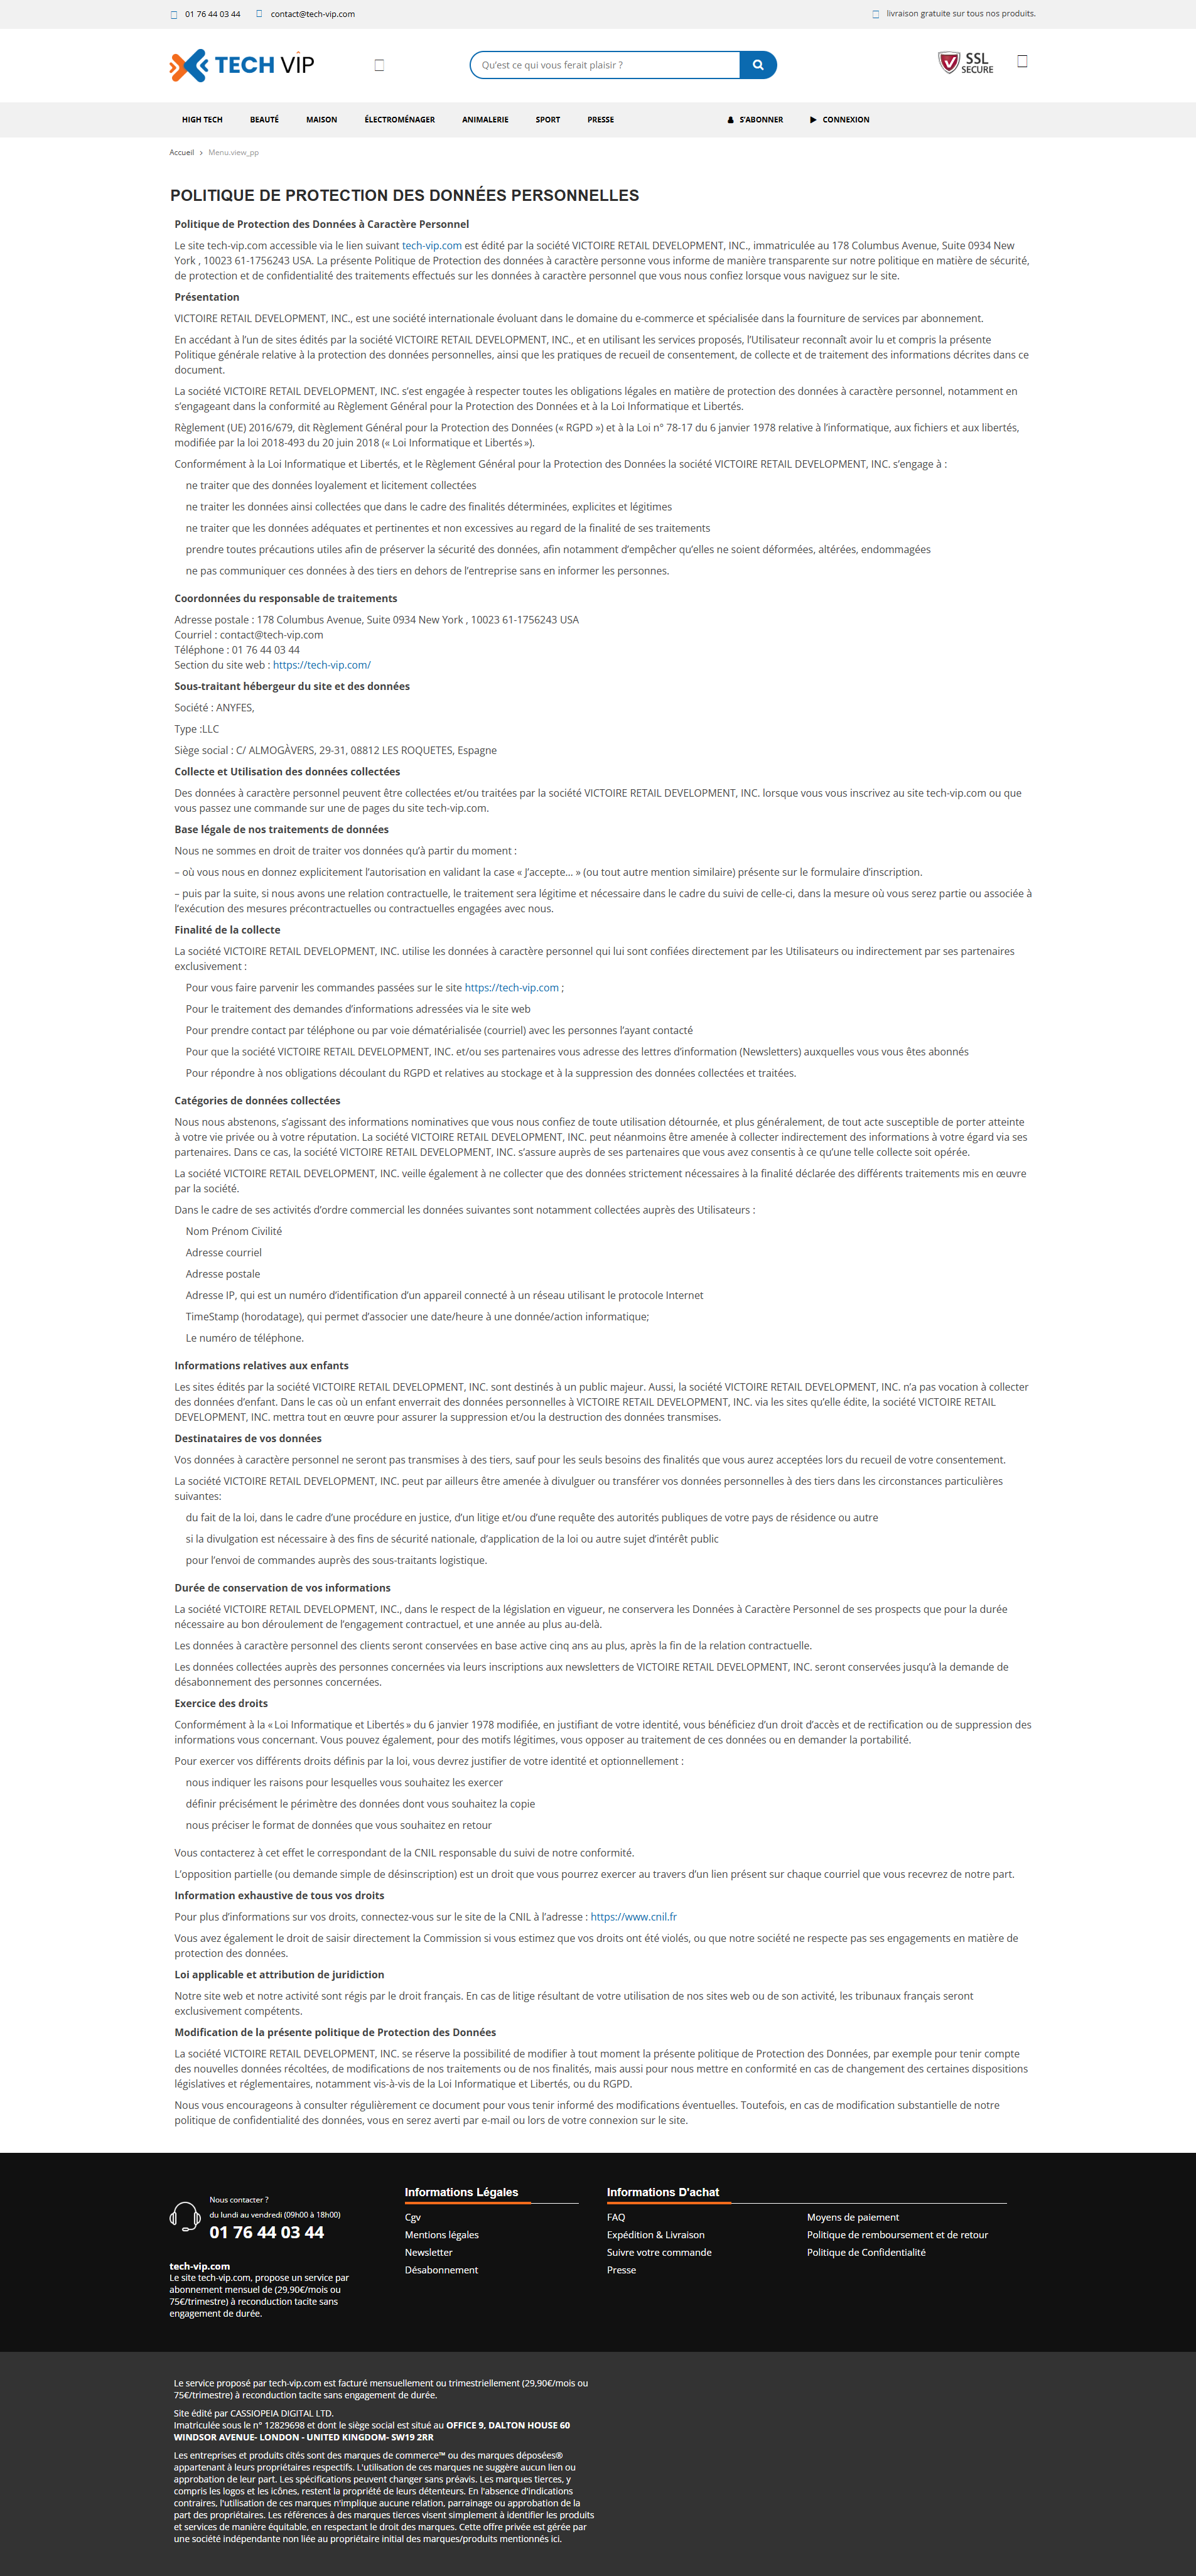 01 76 44 03 44 contact@tech-vip.com livraison gratuite sur tous nos produits.
TECH VIP
Qu'est ce qui vous ferait plaisir ?
SSL
SECURE
HIGH TECH BEAUTÉ MAISON ÉLECTROMÉNAGER ANIMALERIE SPORT PRESSE S'ABONNER CONNEXION
Accueil › Menu.view_pp
POLITIQUE DE PROTECTION DES DONNÉES PERSONNELLES
Politique de Protection des Données à Caractère Personnel
Le site tech-vip.com accessible via le lien suivant tech-vip.com est édité par la société VICTOIRE RETAIL DEVELOPMENT, INC., immatriculée au 178 Columbus Avenue, Suite 0934 New
York , 10023 61-1756243 USA. La présente Politique de Protection des données à caractère personne vous informe de manière transparente sur notre politique en matière de sécurité,
de protection et de confidentialité des traitements effectués sur les données à caractère personnel que vous nous confiez lorsque vous naviguez sur le site.
Présentation
VICTOIRE RETAIL DEVELOPMENT, INC., est une société internationale évoluant dans le domaine du e-commerce et spécialisée dans la fourniture de services par abonnement.
En accédant à l'un de sites édités par la société VICTOIRE RETAIL DEVELOPMENT, INC., et en utilisant les services proposés, l'Utilisateur reconnaît avoir lu et compris la présente
Politique générale relative à la protection des données personnelles, ainsi que les pratiques de recueil de consentement, de collecte et de traitement des informations décrites dans ce
document.
La société VICTOIRE RETAIL DEVELOPMENT, INC. s'est engagée à respecter toutes les obligations légales en matière de protection des données à caractère personnel, notamment en
s'engageant dans la conformité au Règlement Général pour la Protection des Données et à la Loi Informatique et Libertés.
Règlement (UE) 2016/679, dit Règlement Général pour la Protection des Données (« RGPD ») et à la Loi n° 78-17 du 6 janvier 1978 relative à l'informatique, aux fichiers et aux libertés,
modifiée par la loi 2018-493 du 20 juin 2018 (« Loi Informatique et Libertés »).
Conformément à la Loi Informatique et Libertés, et le Règlement Général pour la Protection des Données la société VICTOIRE RETAIL DEVELOPMENT, INC. s'engage à :
ne traiter que des données loyalement et licitement collectées
ne traiter les données ainsi collectées que dans le cadre des finalités déterminées, explicites et légitimes
ne traiter que les données adéquates et pertinentes et non excessives au regard de la finalité de ses traitements
prendre toutes précautions utiles afin de préserver la sécurité des données, afin notamment d'empêcher qu'elles ne soient déformées, altérées, endommagées
ne pas communiquer ces données à des tiers en dehors de l'entreprise sans en informer les personnes.
Coordonnées du responsable de traitements
Adresse postale : 178 Columbus Avenue, Suite 0934 New York , 10023 61-1756243 USA
Courriel : contact@tech-vip.com
Téléphone : 01 76 44 03 44
Section du site web : https://tech-vip.com/
Sous-traitant hébergeur du site et des données
Société : ANYFES,
Type :LLC
Siège social : C/ ALMOGÀVERS, 29-31, 08812 LES ROQUETES, Espagne
Collecte et Utilisation des données collectées
Des données à caractère personnel peuvent être collectées et/ou traitées par la société VICTOIRE RETAIL DEVELOPMENT, INC. lorsque vous vous inscrivez au site tech-vip.com ou que
vous passez une commande sur une de pages du site tech-vip.com.
Base légale de nos traitements de données
Nous ne sommes en droit de traiter vos données qu'à partir du moment :
– où vous nous en donnez explicitement l'autorisation en validant la case « J'accepte... » (ou tout autre mention similaire) présente sur le formulaire d'inscription.
– puis par la suite, si nous avons une relation contractuelle, le traitement sera légitime et nécessaire dans le cadre du suivi de celle-ci, dans la mesure où vous serez partie ou associée à
l'exécution des mesures précontractuelles ou contractuelles engagées avec nous.
Finalité de la collecte
La société VICTOIRE RETAIL DEVELOPMENT, INC. utilise les données à caractère personnel qui lui sont confiées directement par les Utilisateurs ou indirectement par ses partenaires
exclusivement :
Pour vous faire parvenir les commandes passées sur le site https://tech-vip.com ;
Pour le traitement des demandes d'informations adressées via le site web
Pour prendre contact par téléphone ou par voie dématérialisée (courriel) avec les personnes l'ayant contacté
Pour que la société VICTOIRE RETAIL DEVELOPMENT, INC. et/ou ses partenaires vous adresse des lettres d'information (Newsletters) auxquelles vous vous êtes abonnés
Pour répondre à nos obligations découlant du RGPD et relatives au stockage et à la suppression des données collectées et traitées.
Catégories de données collectées
Nous nous abstenons, s'agissant des informations nominatives que vous nous confiez de toute utilisation détournée, et plus généralement, de tout acte susceptible de porter atteinte
à votre vie privée ou à votre réputation. La société VICTOIRE RETAIL DEVELOPMENT, INC. peut néanmoins être amenée à collecter indirectement des informations à votre égard via ses
partenaires. Dans ce cas, la société VICTOIRE RETAIL DEVELOPMENT, INC. s'assure auprès de ses partenaires que vous avez consentis à ce qu'une telle collecte soit opérée.
La société VICTOIRE RETAIL DEVELOPMENT, INC. veille également à ne collecter que des données strictement nécessaires à la finalité déclarée des différents traitements mis en œuvre
par la société.
Dans le cadre de ses activités d'ordre commercial les données suivantes sont notamment collectées auprès des Utilisateurs :
Nom Prénom Civilité
Adresse courriel
Adresse postale
Adresse IP, qui est un numéro d'identification d'un appareil connecté à un réseau utilisant le protocole Internet
TimeStamp (horodatage), qui permet d'associer une date/heure à une donnée/action informatique;
Le numéro de téléphone.
Informations relatives aux enfants
Les sites édités par la société VICTOIRE RETAIL DEVELOPMENT, INC. sont destinés à un public majeur. Aussi, la société VICTOIRE RETAIL DEVELOPMENT, INC. n'a pas vocation à collecter
des données d'enfant. Dans le cas où un enfant enverrait des données personnelles à VICTOIRE RETAIL DEVELOPMENT, INC. via les sites qu'elle édite, la société VICTOIRE RETAIL
DEVELOPMENT, INC. mettra tout en œuvre pour assurer la suppression et/ou la destruction des données transmises.
Destinataires de vos données
Vos données à caractère personnel ne seront pas transmises à des tiers, sauf pour les seuls besoins des finalités que vous aurez acceptées lors du recueil de votre consentement.
La société VICTOIRE RETAIL DEVELOPMENT, INC. peut par ailleurs être amenée à divulguer ou transférer vos données personnelles à des tiers dans les circonstances particulières
suivantes:
du fait de la loi, dans le cadre d'une procédure en justice, d'un litige et/ou d'une requête des autorités publiques de votre pays de résidence ou autre
si la divulgation est nécessaire à des fins de sécurité nationale, d'application de la loi ou autre sujet d'intérêt public
pour l'envoi de commandes auprès des sous-traitants logistique.
Durée de conservation de vos informations
La société VICTOIRE RETAIL DEVELOPMENT, INC., dans le respect de la législation en vigueur, ne conservera les Données à Caractère Personnel de ses prospects que pour la durée
nécessaire au bon déroulement de l'engagement contractuel, et une année au plus au-delà.
Les données à caractère personnel des clients seront conservées en base active cinq ans au plus, après la fin de la relation contractuelle.
Les données collectées auprès des personnes concernées via leurs inscriptions aux newsletters de VICTOIRE RETAIL DEVELOPMENT, INC. seront conservées jusqu'à la demande de
désabonnement des personnes concernées.
Exercice des droits
Conformément à la « Loi Informatique et Libertés » du 6 janvier 1978 modifiée, en justifiant de votre identité, vous bénéficiez d'un droit d'accès et de rectification ou de suppression des
informations vous concernant. Vous pouvez également, pour des motifs légitimes, vous opposer au traitement de ces données ou en demander la portabilité.
Pour exercer vos différents droits définis par la loi, vous devrez justifier de votre identité et optionnellement :
nous indiquer les raisons pour lesquelles vous souhaitez les exercer
définir précisément le périmètre des données dont vous souhaitez la copie
nous préciser le format de données que vous souhaitez en retour
Vous contacterez à cet effet le correspondant de la CNIL responsable du suivi de notre conformité.
L'opposition partielle (ou demande simple de désinscription) est un droit que vous pourrez exercer au travers d'un lien présent sur chaque courriel que vous recevrez de notre part.
Information exhaustive de tous vos droits
Pour plus d'informations sur vos droits, connectez-vous sur le site de la CNIL à l'adresse : https://www.cnil.fr
Vous avez également le droit de saisir directement la Commission si vous estimez que vos droits ont été violés, ou que notre société ne respecte pas ses engagements en matière de
protection des données.
Loi applicable et attribution de juridiction
Notre site web et notre activité sont régis par le droit français. En cas de litige résultant de votre utilisation de nos sites web ou de son activité, les tribunaux français seront
exclusivement compétents.
Modification de la présente politique de Protection des Données
La société VICTOIRE RETAIL DEVELOPMENT, INC. se réserve la possibilité de modifier à tout moment la présente politique de Protection des Données, par exemple pour tenir compte
des nouvelles données récoltées, de modifications de nos traitements ou de nos finalités, mais aussi pour nous mettre en conformité en cas de changement des certaines dispositions
législatives et réglementaires, notamment vis-à-vis de la Loi Informatique et Libertés, ou du RGPD.
Nous vous encourageons à consulter régulièrement ce document pour vous tenir informé des modifications éventuelles. Toutefois, en cas de modification substantielle de notre
politique de confidentialité des données, vous en serez averti par e-mail ou lors de votre connexion sur le site.
Nous contacter ?
du lundi au vendredi (09h00 à 18h00)
01 76 44 03 44
tech-vip.com
Le site tech-vip.com, propose un service par
abonnement mensuel de (29,90€/mois ou
75€/trimestre) à reconduction tacite sans
engagement de durée.
Informations Légales
Cgv
Mentions légales
Newsletter
Désabonnement
Informations D'achat
FAQ
Expédition & Livraison
Suivre votre commande
Presse
Moyens de paiement
Politique de remboursement et de retour
Politique de Confidentialité
Le service proposé par tech-vip.com est facturé mensuellement ou trimestriellement (29,90€/mois ou
75€/trimestre) à reconduction tacite sans engagement de durée.
Site édité par CASSIOPEIA DIGITAL LTD.
Imatriculée sous le n° 12829698 et dont le siège social est situé au OFFICE 9, DALTON HOUSE 60
WINDSOR AVENUE- LONDON - UNITED KINGDOM- SW19 2RR
Les entreprises et produits cités sont des marques de commerce™ ou des marques déposées®
appartenant à leurs propriétaires respectifs. L'utilisation de ces marques ne suggère aucun lien ou
approbation de leur part. Les spécifications peuvent changer sans préavis. Les marques tierces, y
compris les logos et les icônes, restent la propriété de leurs détenteurs. En l'absence d'indications
contraires, l'utilisation de ces marques n'implique aucune relation, parrainage ou approbation de la
part des propriétaires. Les références à des marques tierces visent simplement à identifier les produits
et services de manière équitable, en respectant le droit des marques. Cette offre privée est gérée par
une société indépendante non liée au propriétaire initial des marques/produits mentionnés ici.